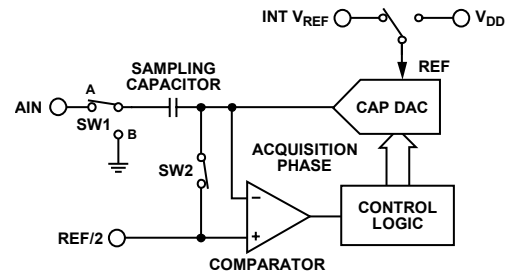 INT VREF
VDD
REF
SAMPLING
CAPACITOR
A
AIN
CAP DAC
SW1
B
ACQUISITION
PHASE
SW2
CONTROL
LOGIC
REF/2
COMPARATOR
−
+